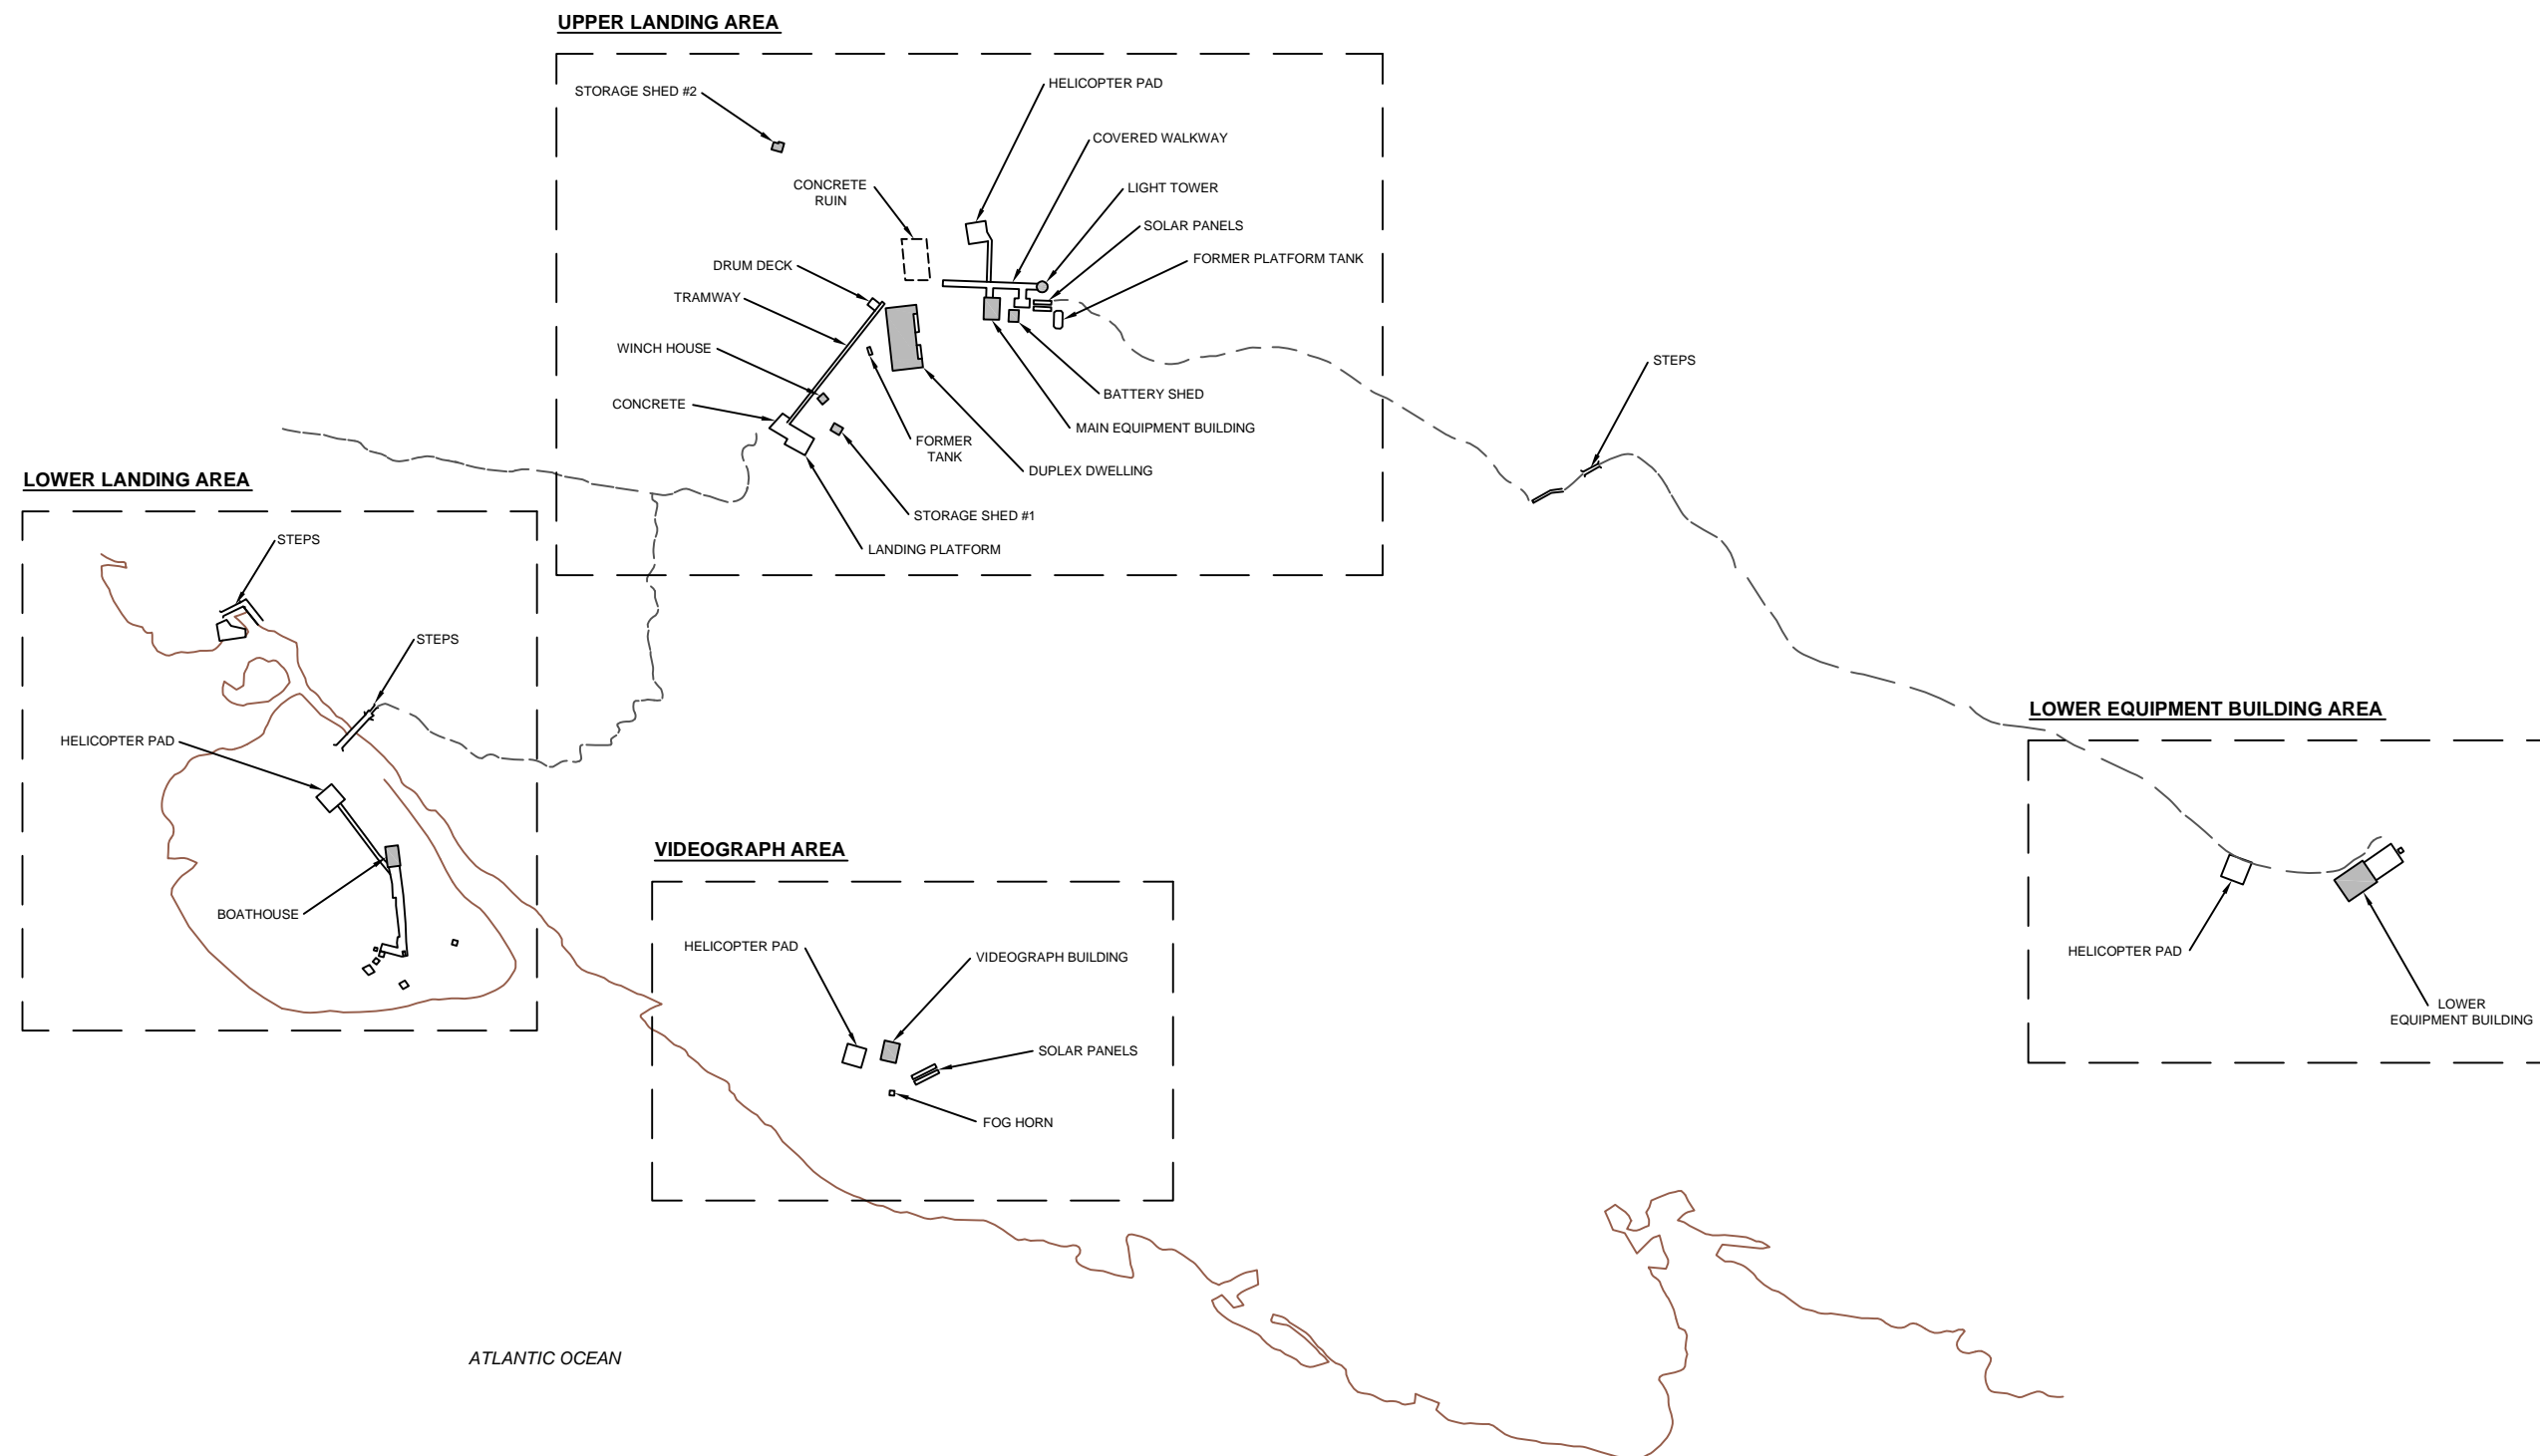 UPPER LANDING AREA
STORAGE SHED #2
HELICOPTER PAD
COVERED WALKWAY
CONCRETE
RUIN
LIGHT TOWER
SOLAR PANELS
FORMER PLATFORM TANK
DRUM DECK
TRAMWAY
WINCH HOUSE
CONCRETE
BATTERY SHED
MAIN EQUIPMENT BUILDING
FORMER
TANK
DUPLEX DWELLING
STORAGE SHED #1
LANDING PLATFORM
STEPS
LOWER LANDING AREA
STEPS
STEPS
HELICOPTER PAD
BOATHOUSE
VIDEOGRAPH AREA
HELICOPTER PAD
VIDEOGRAPH BUILDING
SOLAR PANELS
FOG HORN
LOWER EQUIPMENT BUILDING AREA
HELICOPTER PAD
LOWER
EQUIPMENT BUILDING
ATLANTIC OCEAN